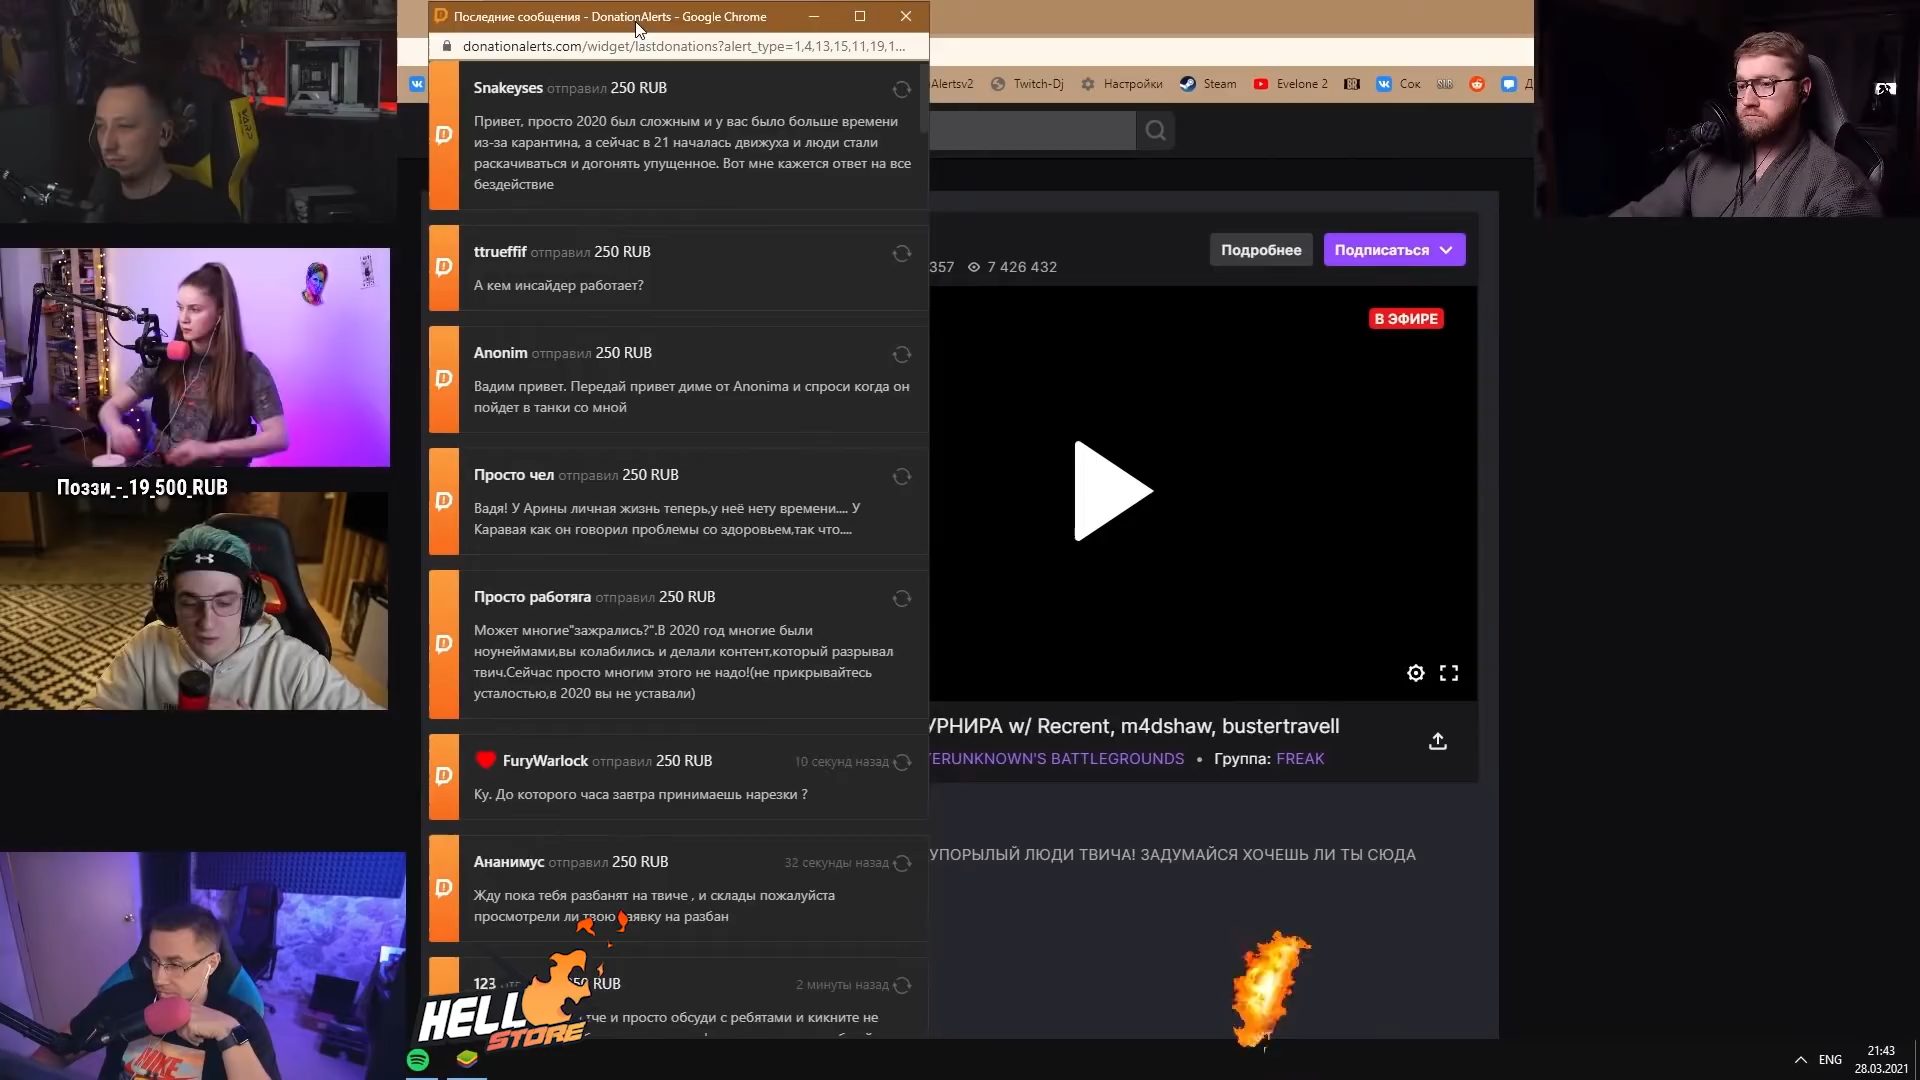 Последние сообщения - DonationAlerts - Google Chrome
donationalerts.com/widget/lastdonations?alert_type=1,4,13,15,11,19,1...
Alertsv2 Twitch-Dj Настройки Steam Evelone 2 Сок SLB Д
Snakeyses отправил 250 RUB
Привет, просто 2020 был сложным и у вас было больше времени
из-за карантина, а сейчас в 21 началась движуха и люди стали
раскачиваться и догонять упущенное. Вот мне кажется ответ на все
бездействие
ttrueffif отправил 250 RUB
А кем инсайдер работает?
Anonim отправил 250 RUB
Вадим привет. Передай привет диме от Anonima и спроси когда он
пойдет в танки со мной
Просто чел отправил 250 RUB
Вадя! У Арины личная жизнь теперь,у неё нету времени.... У
Каравая как он говорил проблемы со здоровьем,так что....
Просто работяга отправил 250 RUB
Может многие"зажрались?".В 2020 год многие были
ноунеймами,вы колабились и делали контент,который разрывал
твич.Сейчас просто многим этого не надо!(не прикрывайтесь
усталостью,в 2020 вы не уставали)
FuryWarlock отправил 250 RUB 10 секунд назад
Ку. До которого часа завтра принимаешь нарезки ?
Ананимус отправил 250 RUB 32 секунды назад
Жду пока тебя разбанят на твиче , и склады пожалуйста
просмотрели ли твою аявку на разбан
123 50 RUB 2 минуты назад
тче и просто обсуди с ребятами и кикните не
HELL
STORE
Поззи_-_19_500_RUB
357 7 426 432
Подробнее
Подписаться
В ЭФИРЕ
УРНИРА w/ Recrent, m4dshaw, bustertravell
ERUNKNOWN'S BATTLEGROUNDS • Группа: FREAK
УПОРЫЛЫЙ ЛЮДИ ТВИЧА! ЗАДУМАЙСЯ ХОЧЕШЬ ЛИ ТЫ СЮДА
VARP
NIKE
ENG
21:43
28.03.2021